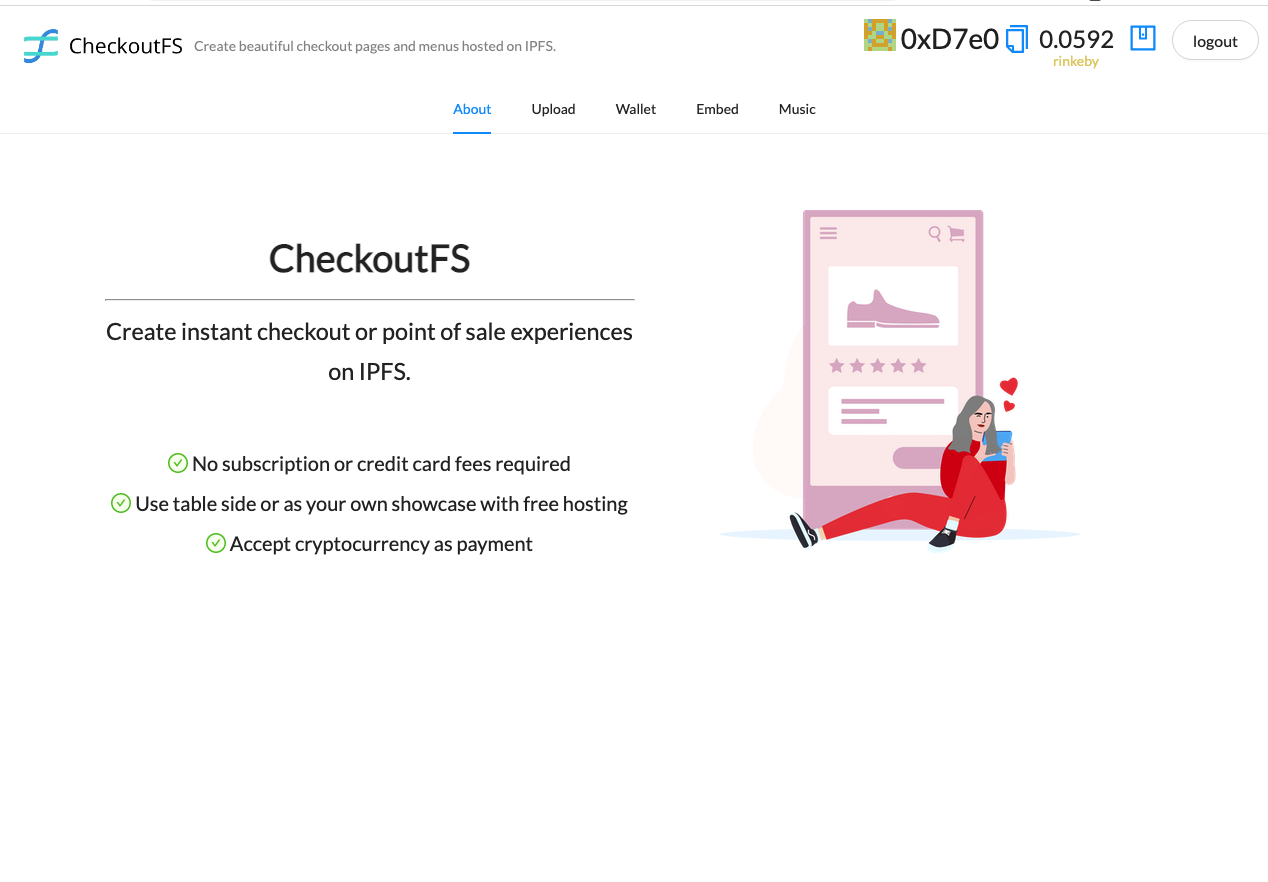 CheckoutFS Create beautiful checkout pages and menus hosted on IPFS. 0xD7e0 0.0592 logout
rinkeby
About Upload Wallet Embed Music
CheckoutFS
Create instant checkout or point of sale experiences
on IPFS.
No subscription or credit card fees required
Use table side or as your own showcase with free hosting
Accept cryptocurrency as payment